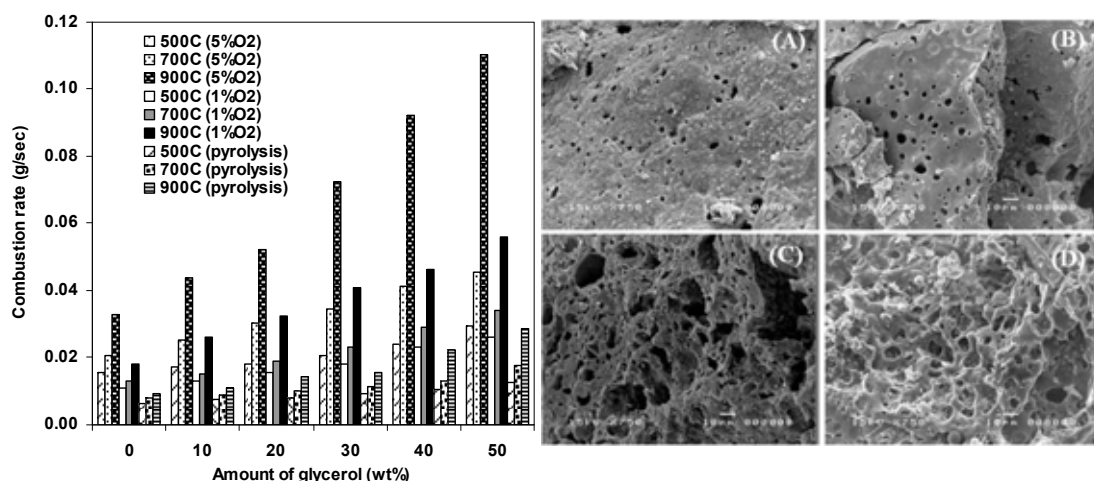 0.12
0.10
0.08
0.06
0.04
0.02
0.00
Combustion rate (g/sec)
500C (5%O2)
700C (5%O2)
900C (5%O2)
500C (1%O2)
700C (1%O2)
900C (1%O2)
500C (pyrolysis)
700C (pyrolysis)
900C (pyrolysis)
0 10 20 30 40 50
Amount of glycerol (wt%)
(A)
(B)
(C)
(D)